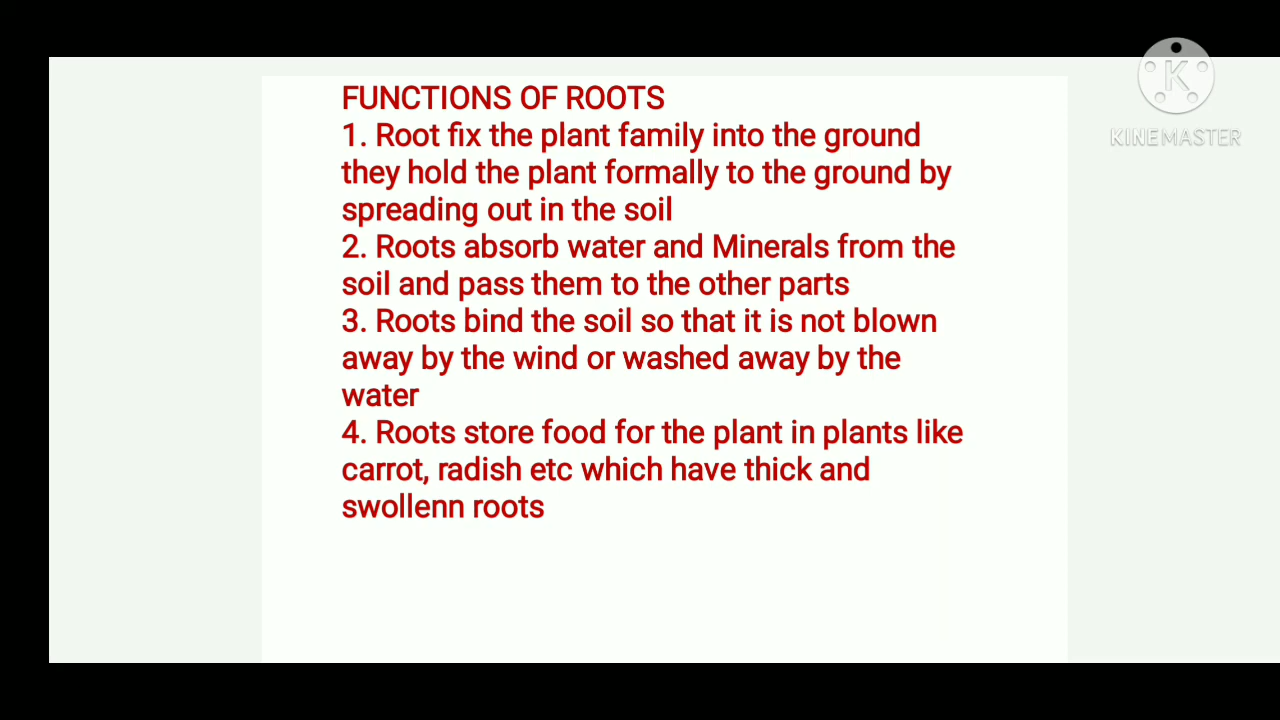 FUNCTIONS OF ROOTS
1. Root fix the plant family into the ground
they hold the plant formally to the ground by
spreading out in the soil
2. Roots absorb water and Minerals from the
soil and pass them to the other parts
3. Roots bind the soil so that it is not blown
away by the wind or washed away by the
water
4. Roots store food for the plant in plants like
carrot, radish etc which have thick and
swollenn roots
K
KINEMASTER